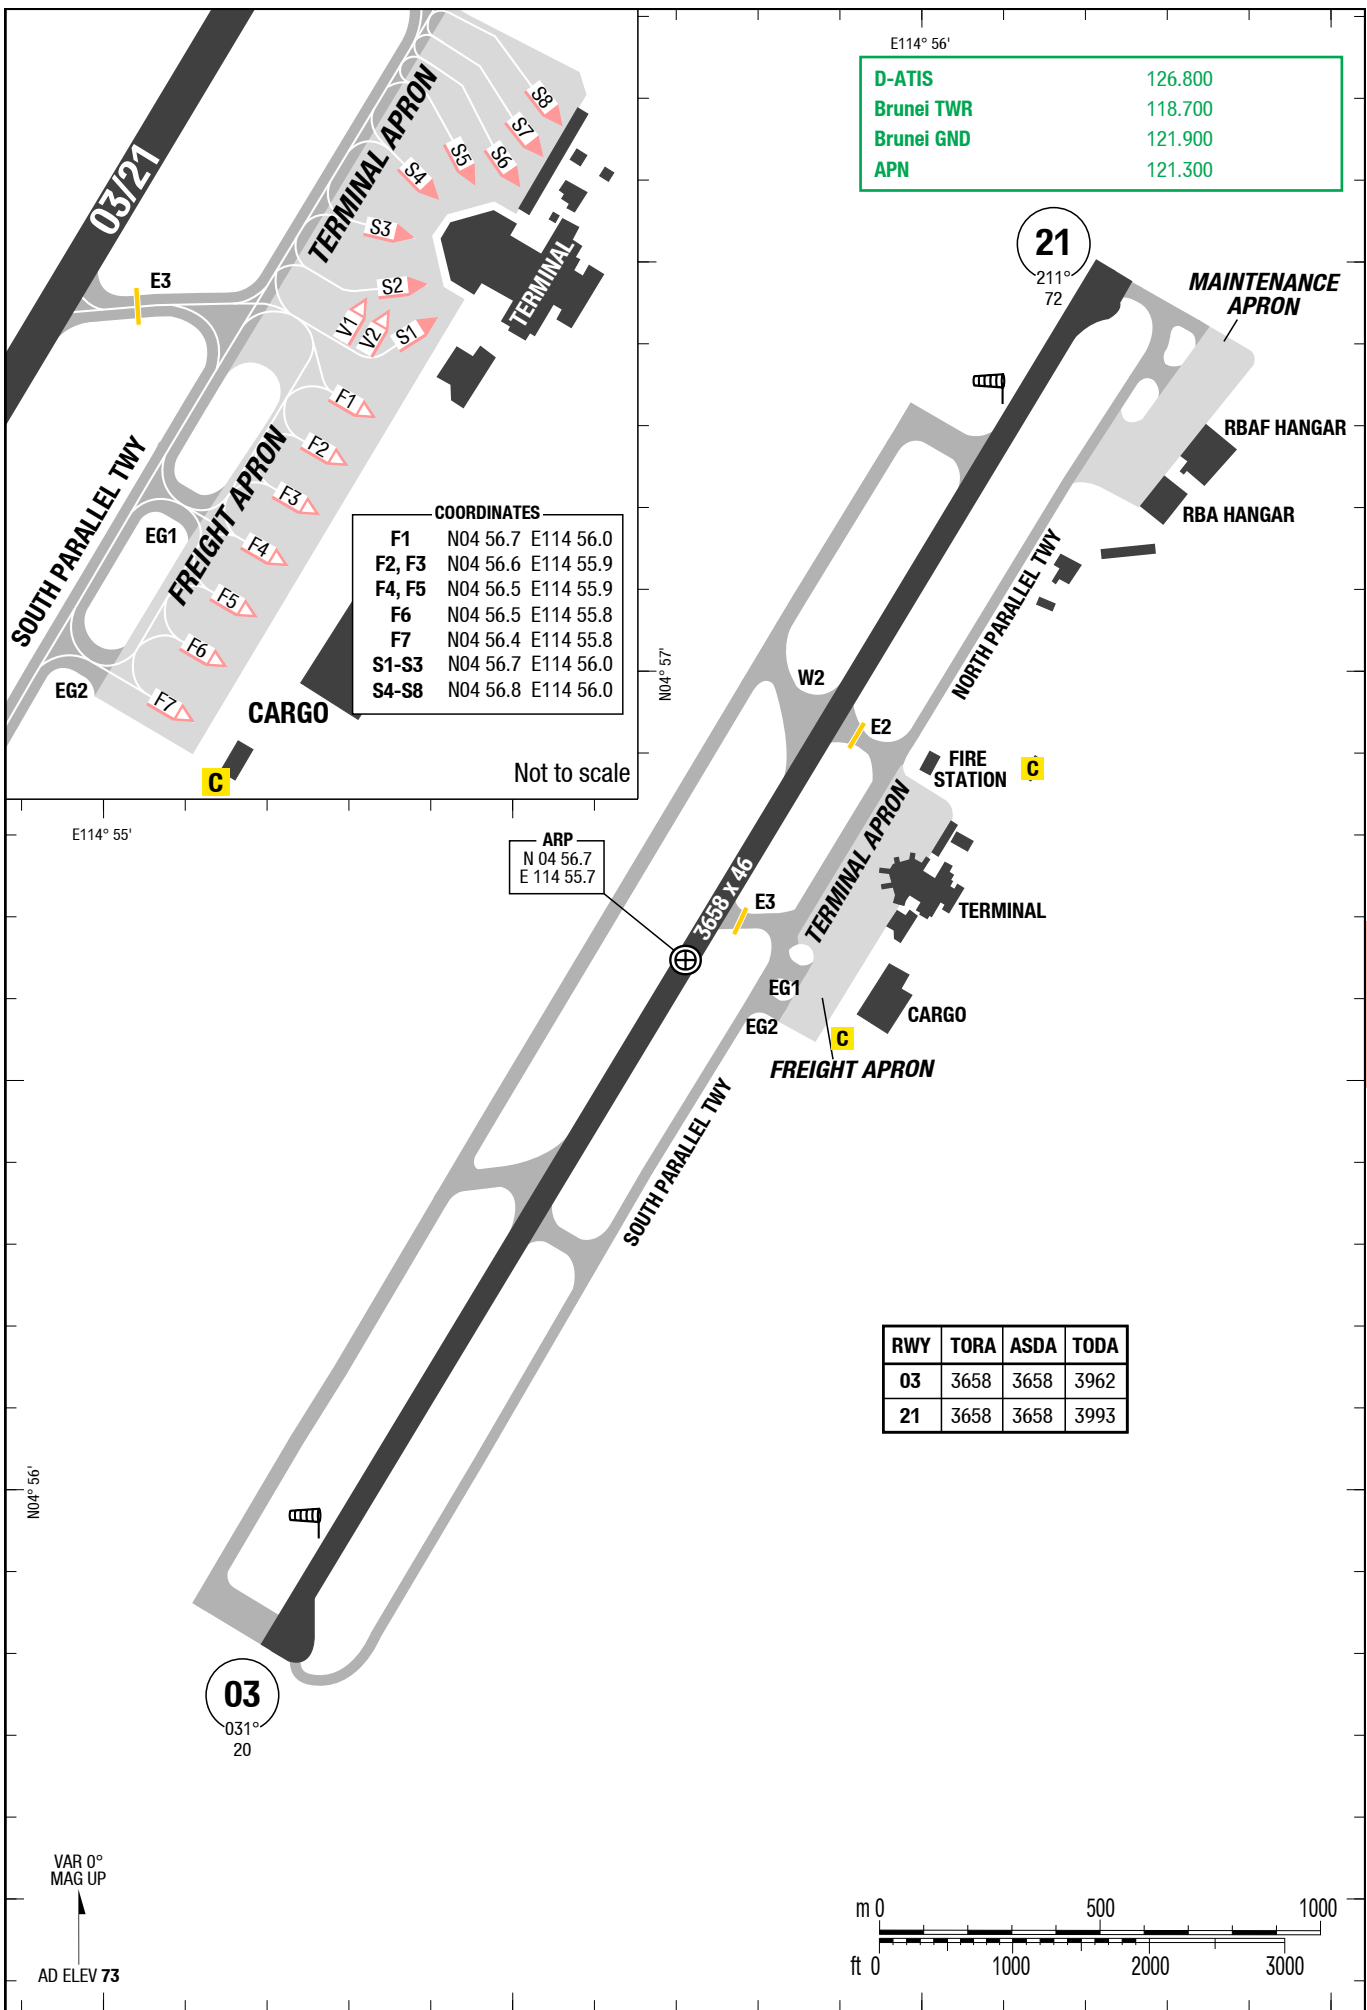 E114° 56'
D-ATIS 126.800
Brunei TWR 118.700
Brunei GND 121.900
APN 121.300
03/21
TERMINAL APRON
S8
S7
S6
S5
S4
S3
S2
S1
V1
V2
TERMINAL
E3
F1
F2
F3
F4
F5
F6
F7
FREIGHT APRON
SOUTH PARALLEL TWY
EG1
EG2
CARGO
C
COORDINATES
F1 N04 56.7 E114 56.0
F2, F3 N04 56.6 E114 55.9
F4, F5 N04 56.5 E114 55.9
F6 N04 56.5 E114 55.8
F7 N04 56.4 E114 55.8
S1-S3 N04 56.7 E114 56.0
S4-S8 N04 56.8 E114 56.0
Not to scale
21
211°
72
MAINTENANCE
APRON
RBAF HANGAR
RBA HANGAR
NORTH PARALLEL TWY
N04° 57'
W2
E2
FIRE
STATION
C
E114° 55'
ARP
N 04 56.7
E 114 55.7
3658 x 46
TERMINAL APRON
E3
TERMINAL
EG1
EG2
CARGO
C
FREIGHT APRON
SOUTH PARALLEL TWY
RWY TORA ASDA TODA
03 3658 3658 3962
21 3658 3658 3993
N04° 56'
03
031°
20
VAR 0°
MAG UP
AD ELEV 73
m 0 500 1000
ft 0 1000 2000 3000